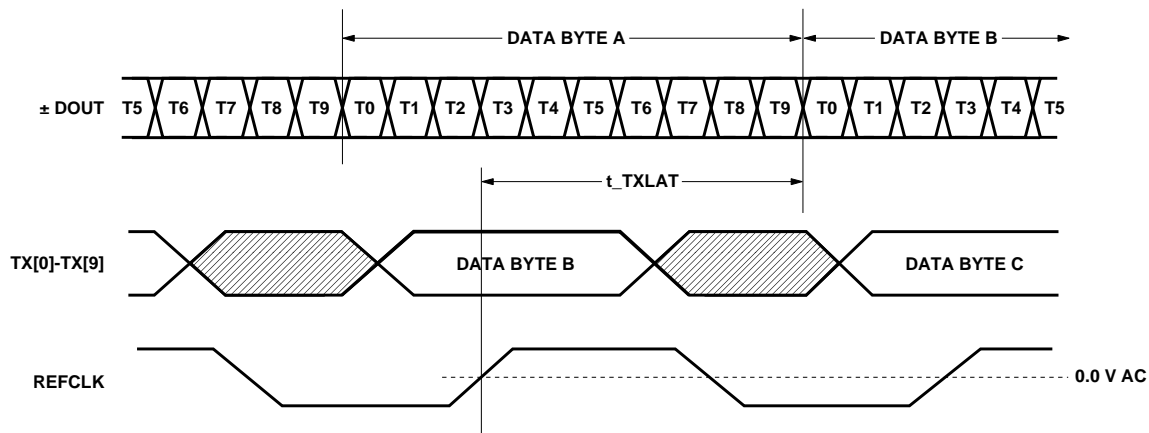 DATA BYTE A DATA BYTE B
± DOUT T5 T6 T7 T8 T9 T0 T1 T2 T3 T4 T5 T6 T7 T8 T9 T0 T1 T2 T3 T4 T5
t_TXLAT
TX[0]-TX[9] DATA BYTE B DATA BYTE C
REFCLK 0.0 V AC